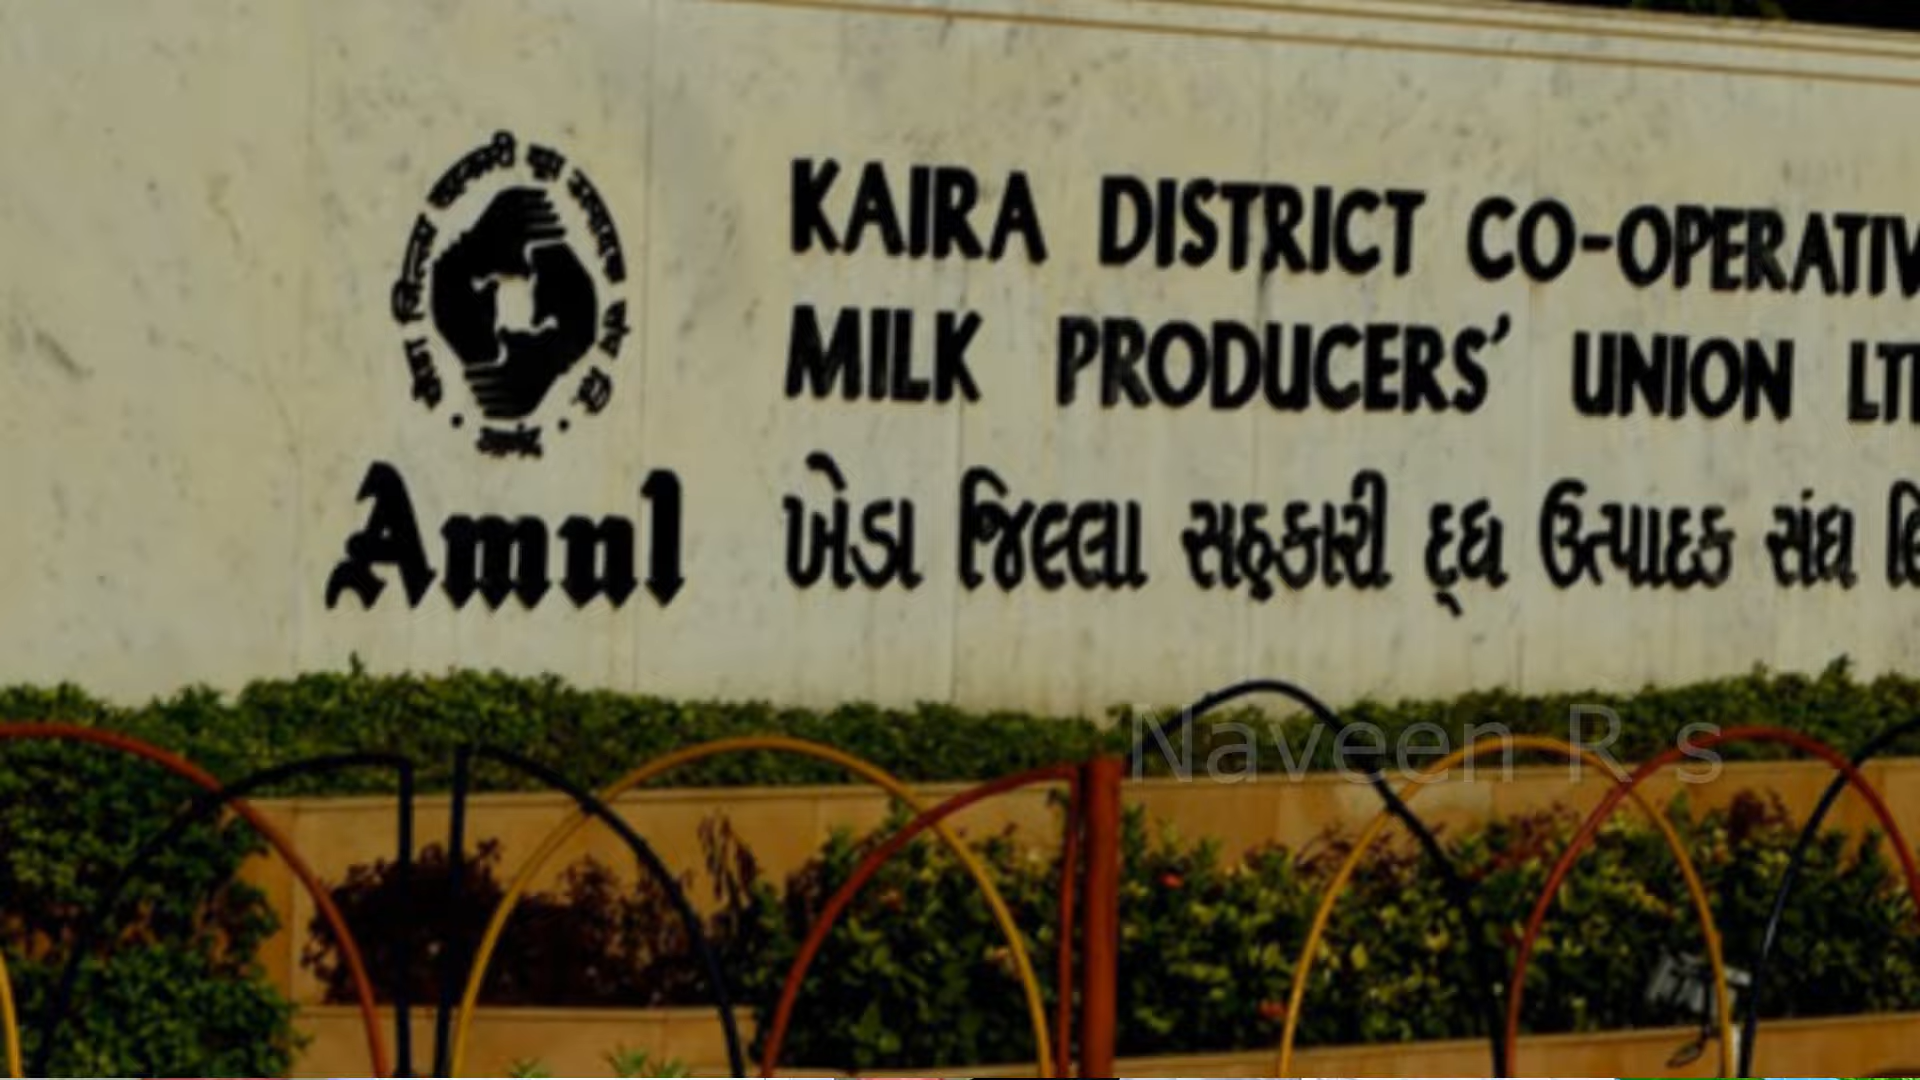 KAIRA DISTRICT CO-OPERATIV
MILK PRODUCERS' UNION LT
Amul
ખેડા જિલ્લા સહકારી દૂધ ઉત્પાદક સંઘ લિ
Naveen R s